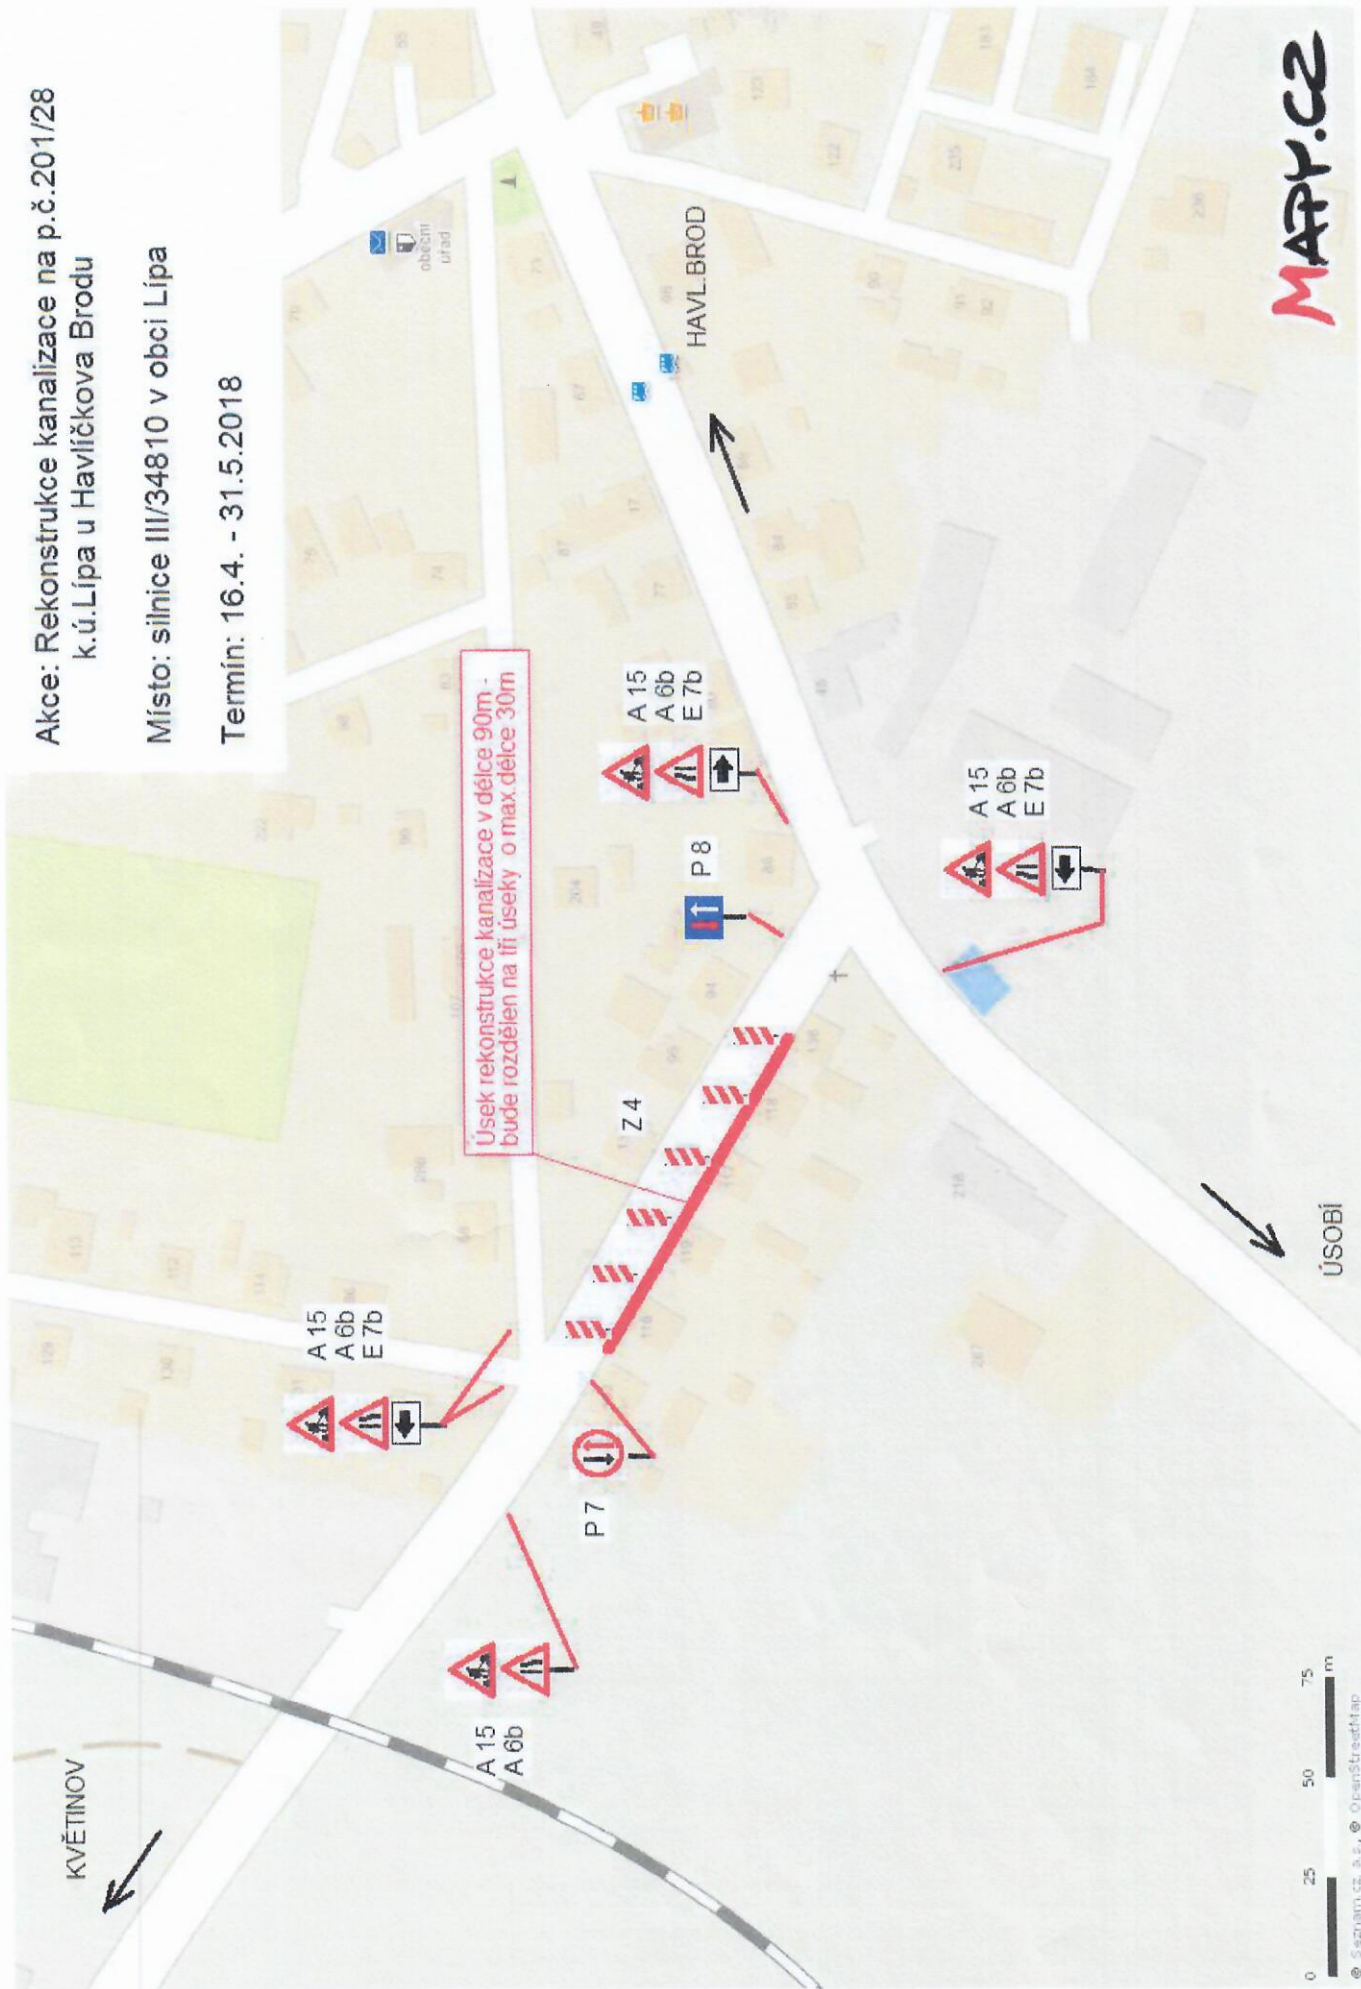 Akce: Rekonstrukce kanalizace na p.č.201/28
k.ú.Lípa u Havlíčkova Brodu
Místo: silnice III/34810 v obci Lípa
Termín: 16.4. - 31.5.2018
KVĚTINOV
A 15
A 6b
A 15
A 6b
E 7b
P 7
Úsek rekonstrukce kanalizace v délce 90m -
bude rozdělen na tři úseky o max.délce 30m
Z 4
P 8
A 15
A 6b
E 7b
A 15
A 6b
E 7b
obecní
úřad
HAVL.BROD
ÚSOBÍ
MAPY.CZ
0 25 50 75
m
© Seznam.cz, a.s., © OpenStreetMap